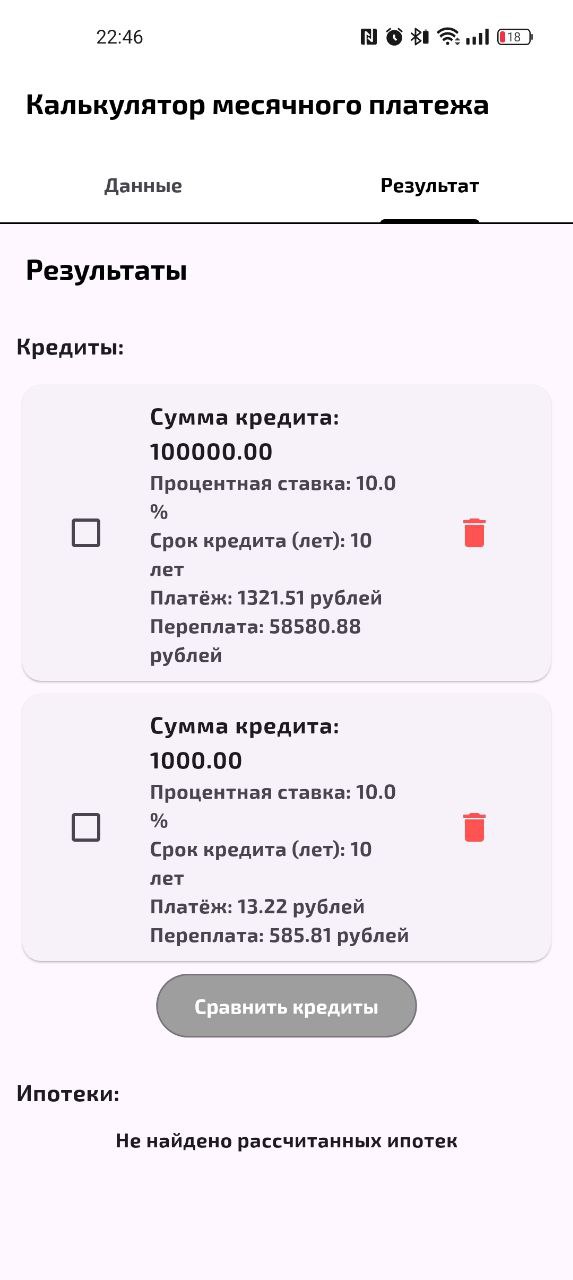 22:46
18
Калькулятор месячного платежа
Данные
Результат
Результаты
Кредиты:
Сумма кредита:
100000.00
Процентная ставка: 10.0
%
Срок кредита (лет): 10
лет
Платёж: 1321.51 рублей
Переплата: 58580.88
рублей
Сумма кредита:
1000.00
Процентная ставка: 10.0
%
Срок кредита (лет): 10
лет
Платёж: 13.22 рублей
Переплата: 585.81 рублей
Сравнить кредиты
Ипотеки:
Не найдено рассчитанных ипотек